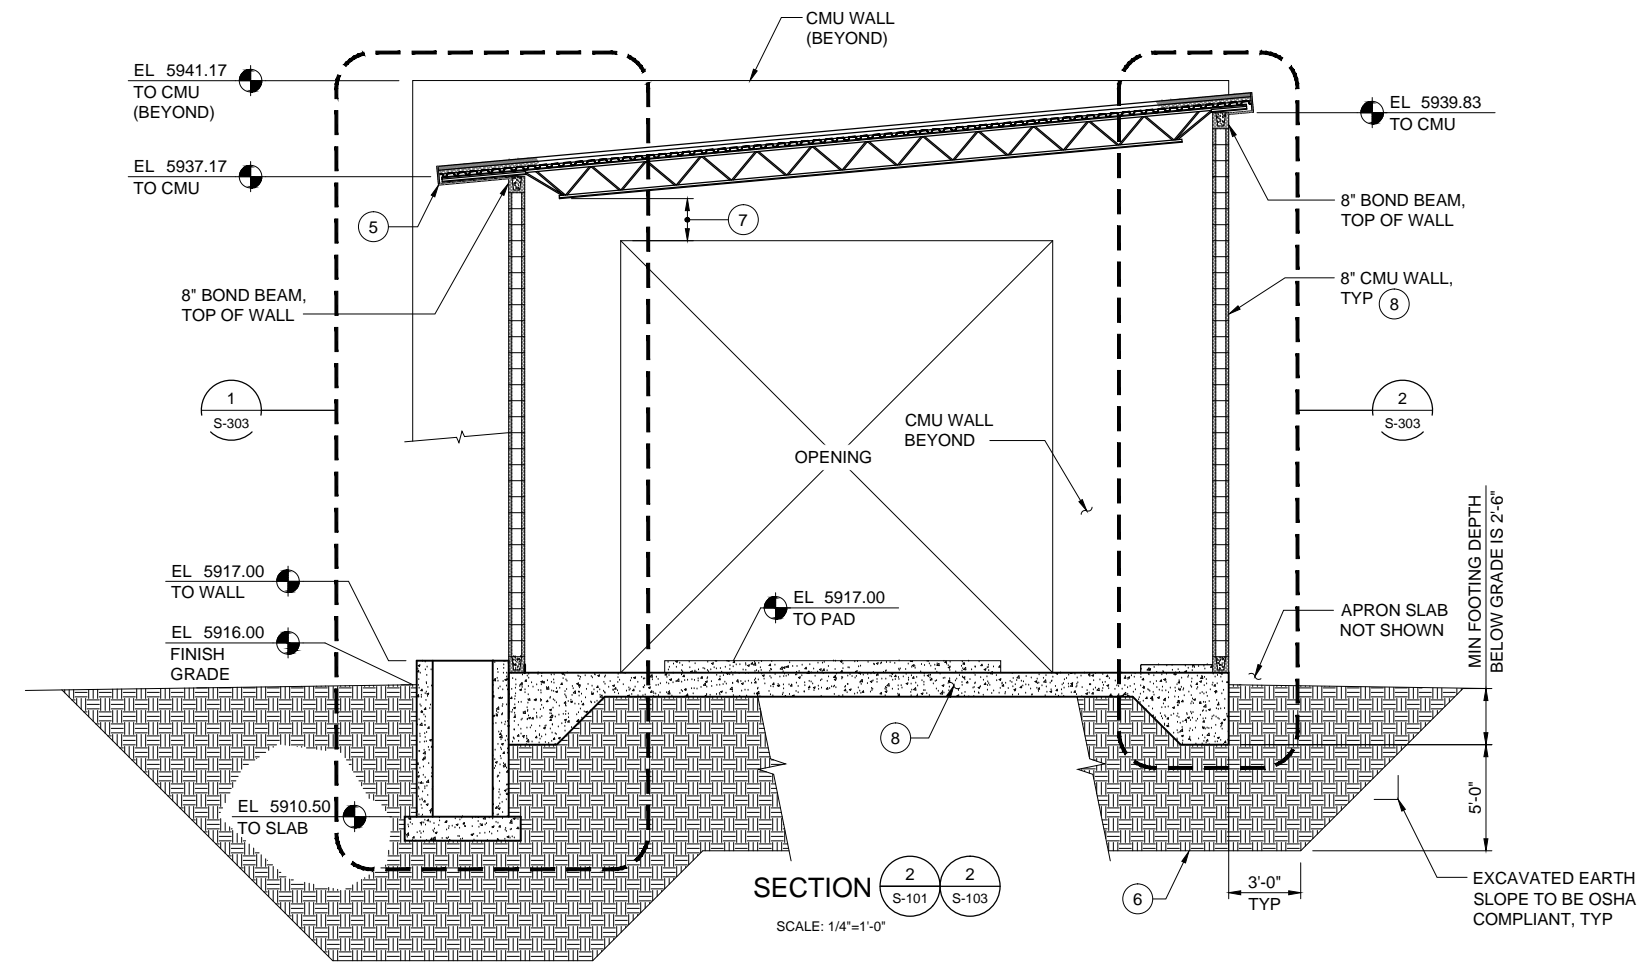 CMU WALL
(BEYOND)
EL 5941.17
TO CMU
(BEYOND)
EL 5939.83
TO CMU
EL 5937.17
TO CMU
5
7
8" BOND BEAM,
TOP OF WALL
8" BOND BEAM,
TOP OF WALL
8" CMU WALL,
TYP
8
1
S-303
2
S-303
CMU WALL
BEYOND
OPENING
MIN FOOTING DEPTH
BELOW GRADE IS 2'-6"
EL 5917.00
TO WALL
EL 5917.00
TO PAD
APRON SLAB
NOT SHOWN
EL 5916.00
FINISH
GRADE
8
5'-0"
EL 5910.50
TO SLAB
SECTION
2
S-101
2
S-103
SCALE: 1/4"=1'-0"
6
3'-0"
TYP
EXCAVATED EARTH
SLOPE TO BE OSHA
COMPLIANT, TYP